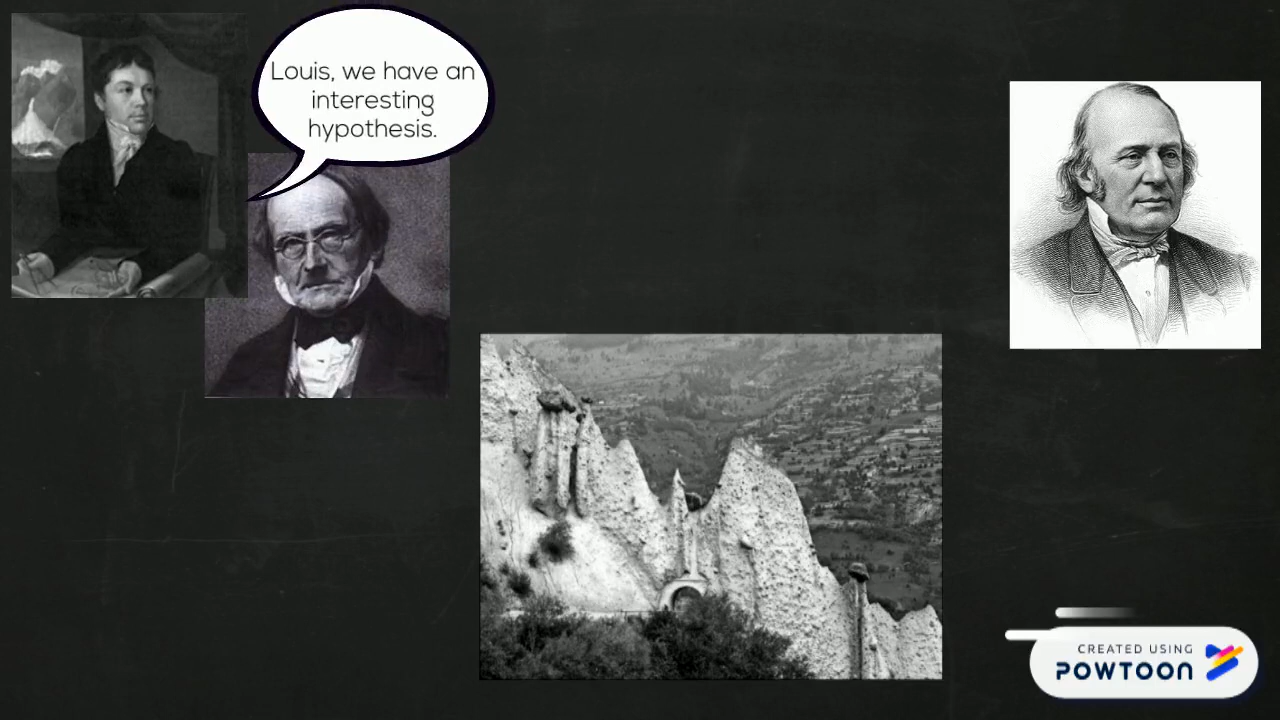 Louis, we have an
interesting
hypothesis.
CREATED USING
POWTOON